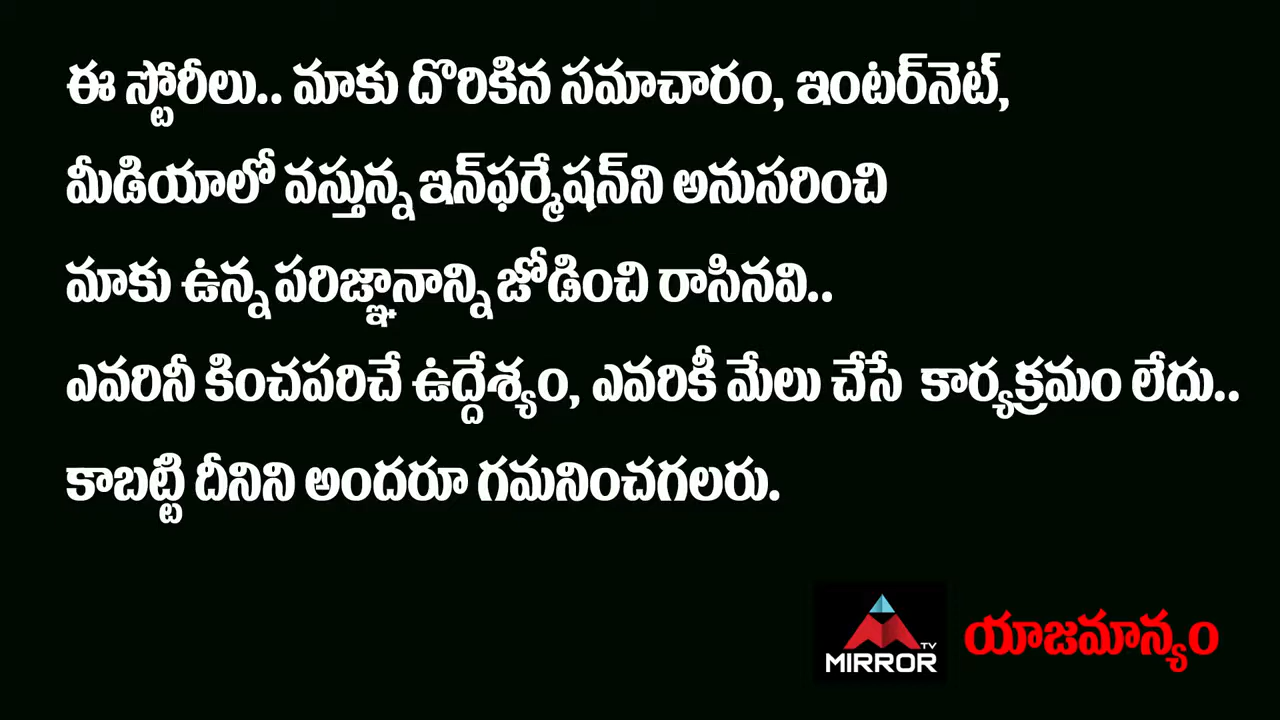 ఈ స్టోరీలు.. మాకు దొరికిన సమాచారం, ఇంటర్‌నెట్,
మీడియాలో వస్తున్న ఇన్‌ఫర్మేషన్‌ని అనుసరించి
మాకు ఉన్న పరిజ్ఞానాన్ని జోడించి రాసినవి..
ఎవరినీ కించపరిచే ఉద్దేశ్యం, ఎవరికీ మేలు చేసే కార్యక్రమం లేదు..
కాబట్టి దీనిని అందరూ గమనించగలరు.
MIRROR TV
యాజమాన్యం